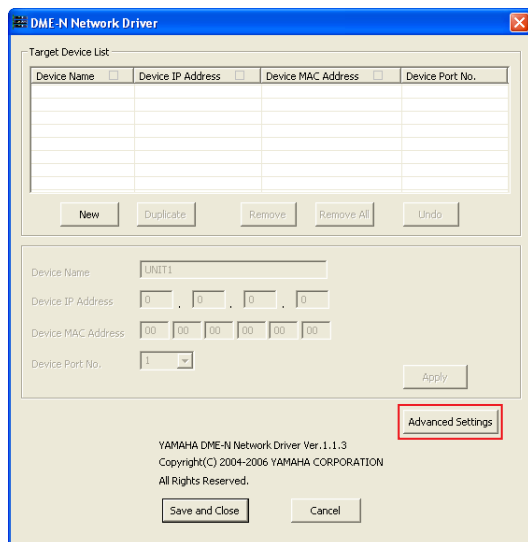 DME-N Network Driver
Target Device List
Device Name Device IP Address Device MAC Address Device Port No.
New Duplicate Remove Remove All Undo
Device Name UNIT1
Device IP Address 0 . 0 . 0 . 0
Device MAC Address 00 00 00 00 00 00
Device Port No. 1
Apply
Advanced Settings
YAMAHA DME-N Network Driver Ver.1.1.3
Copyright(C) 2004-2006 YAMAHA CORPORATION
All Rights Reserved.
Save and Close Cancel